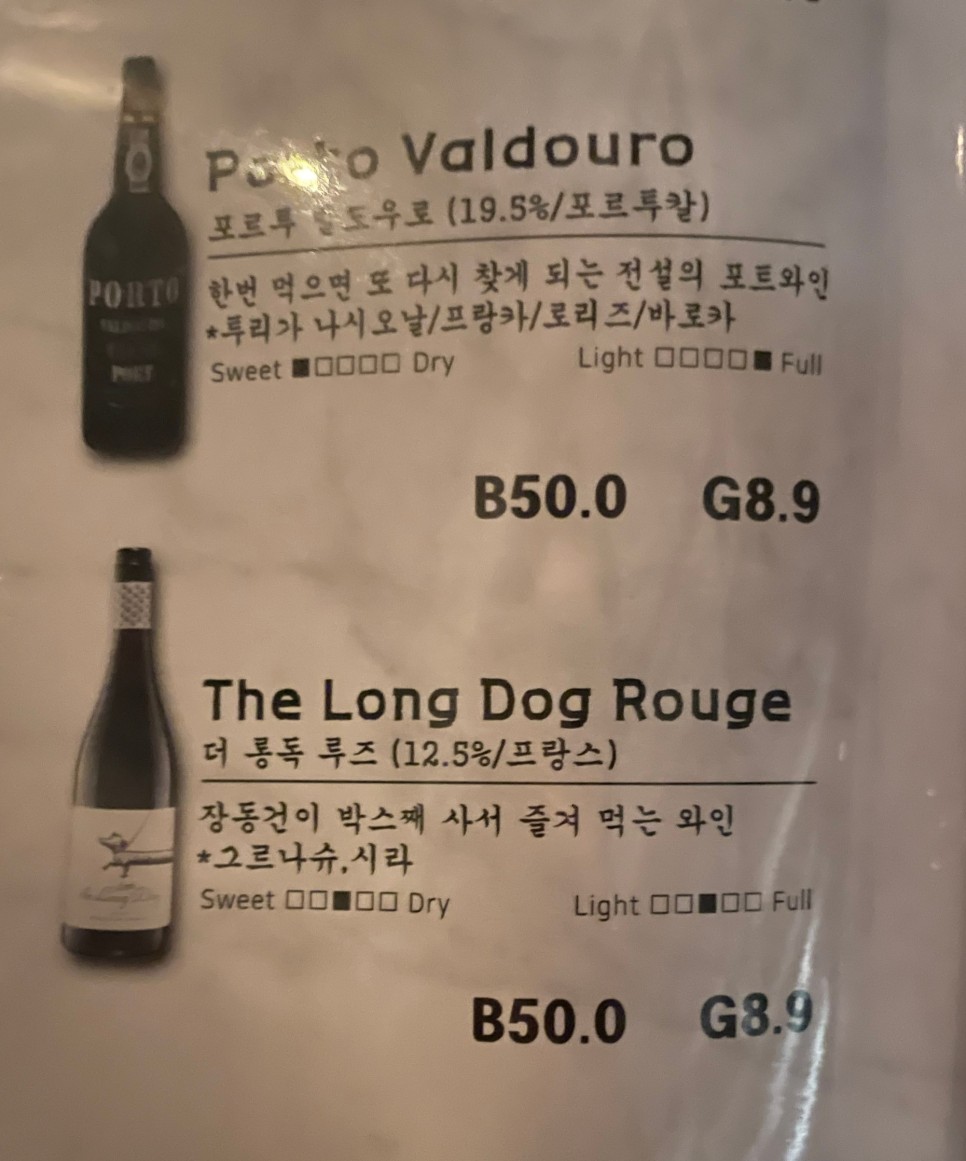 PORTO
PORT
Porto Valdouro
포르투 발도우로 (19.5%/포르투칼)
한번 먹으면 또 다시 찾게 되는 전설의 포트와인
*투리가 나시오날/프랑카/로리즈/바로카
Sweet ■□□□□ Dry
Light □□□□■ Full
B50.0 G8.9
The Long Dog Rouge
더 롱독 루즈 (12.5%/프랑스)
장동건이 박스째 사서 즐겨 먹는 와인
*그르나슈,시라
Sweet □□■□□ Dry
Light □□■□□ Full
B50.0 G8.9